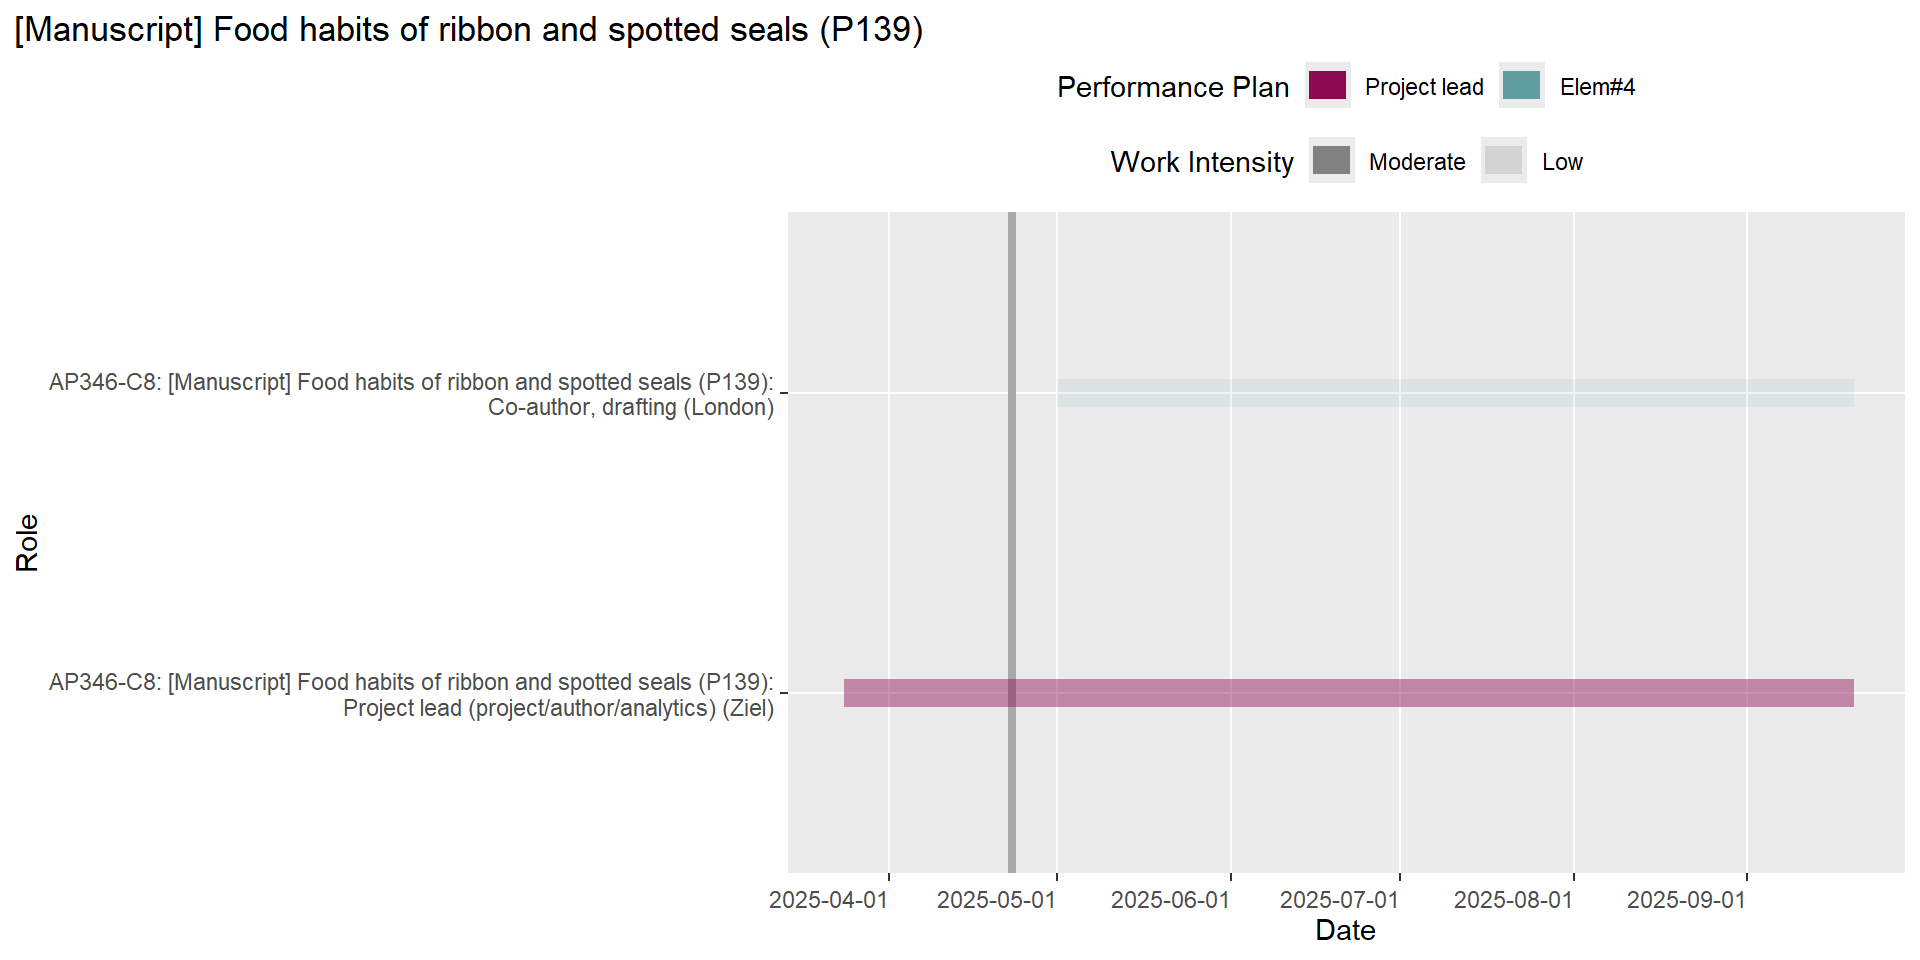 [Manuscript] Food habits of ribbon and spotted seals (P139)
Performance Plan Project lead Elem#4
Work Intensity Moderate Low
AP346-C8: [Manuscript] Food habits of ribbon and spotted seals (P139):
Co-author, drafting (London)
Role
AP346-C8: [Manuscript] Food habits of ribbon and spotted seals (P139):
Project lead (project/author/analytics) (Ziel)
2025-04-01 2025-05-01 2025-06-01 2025-07-01 2025-08-01 2025-09-01
Date